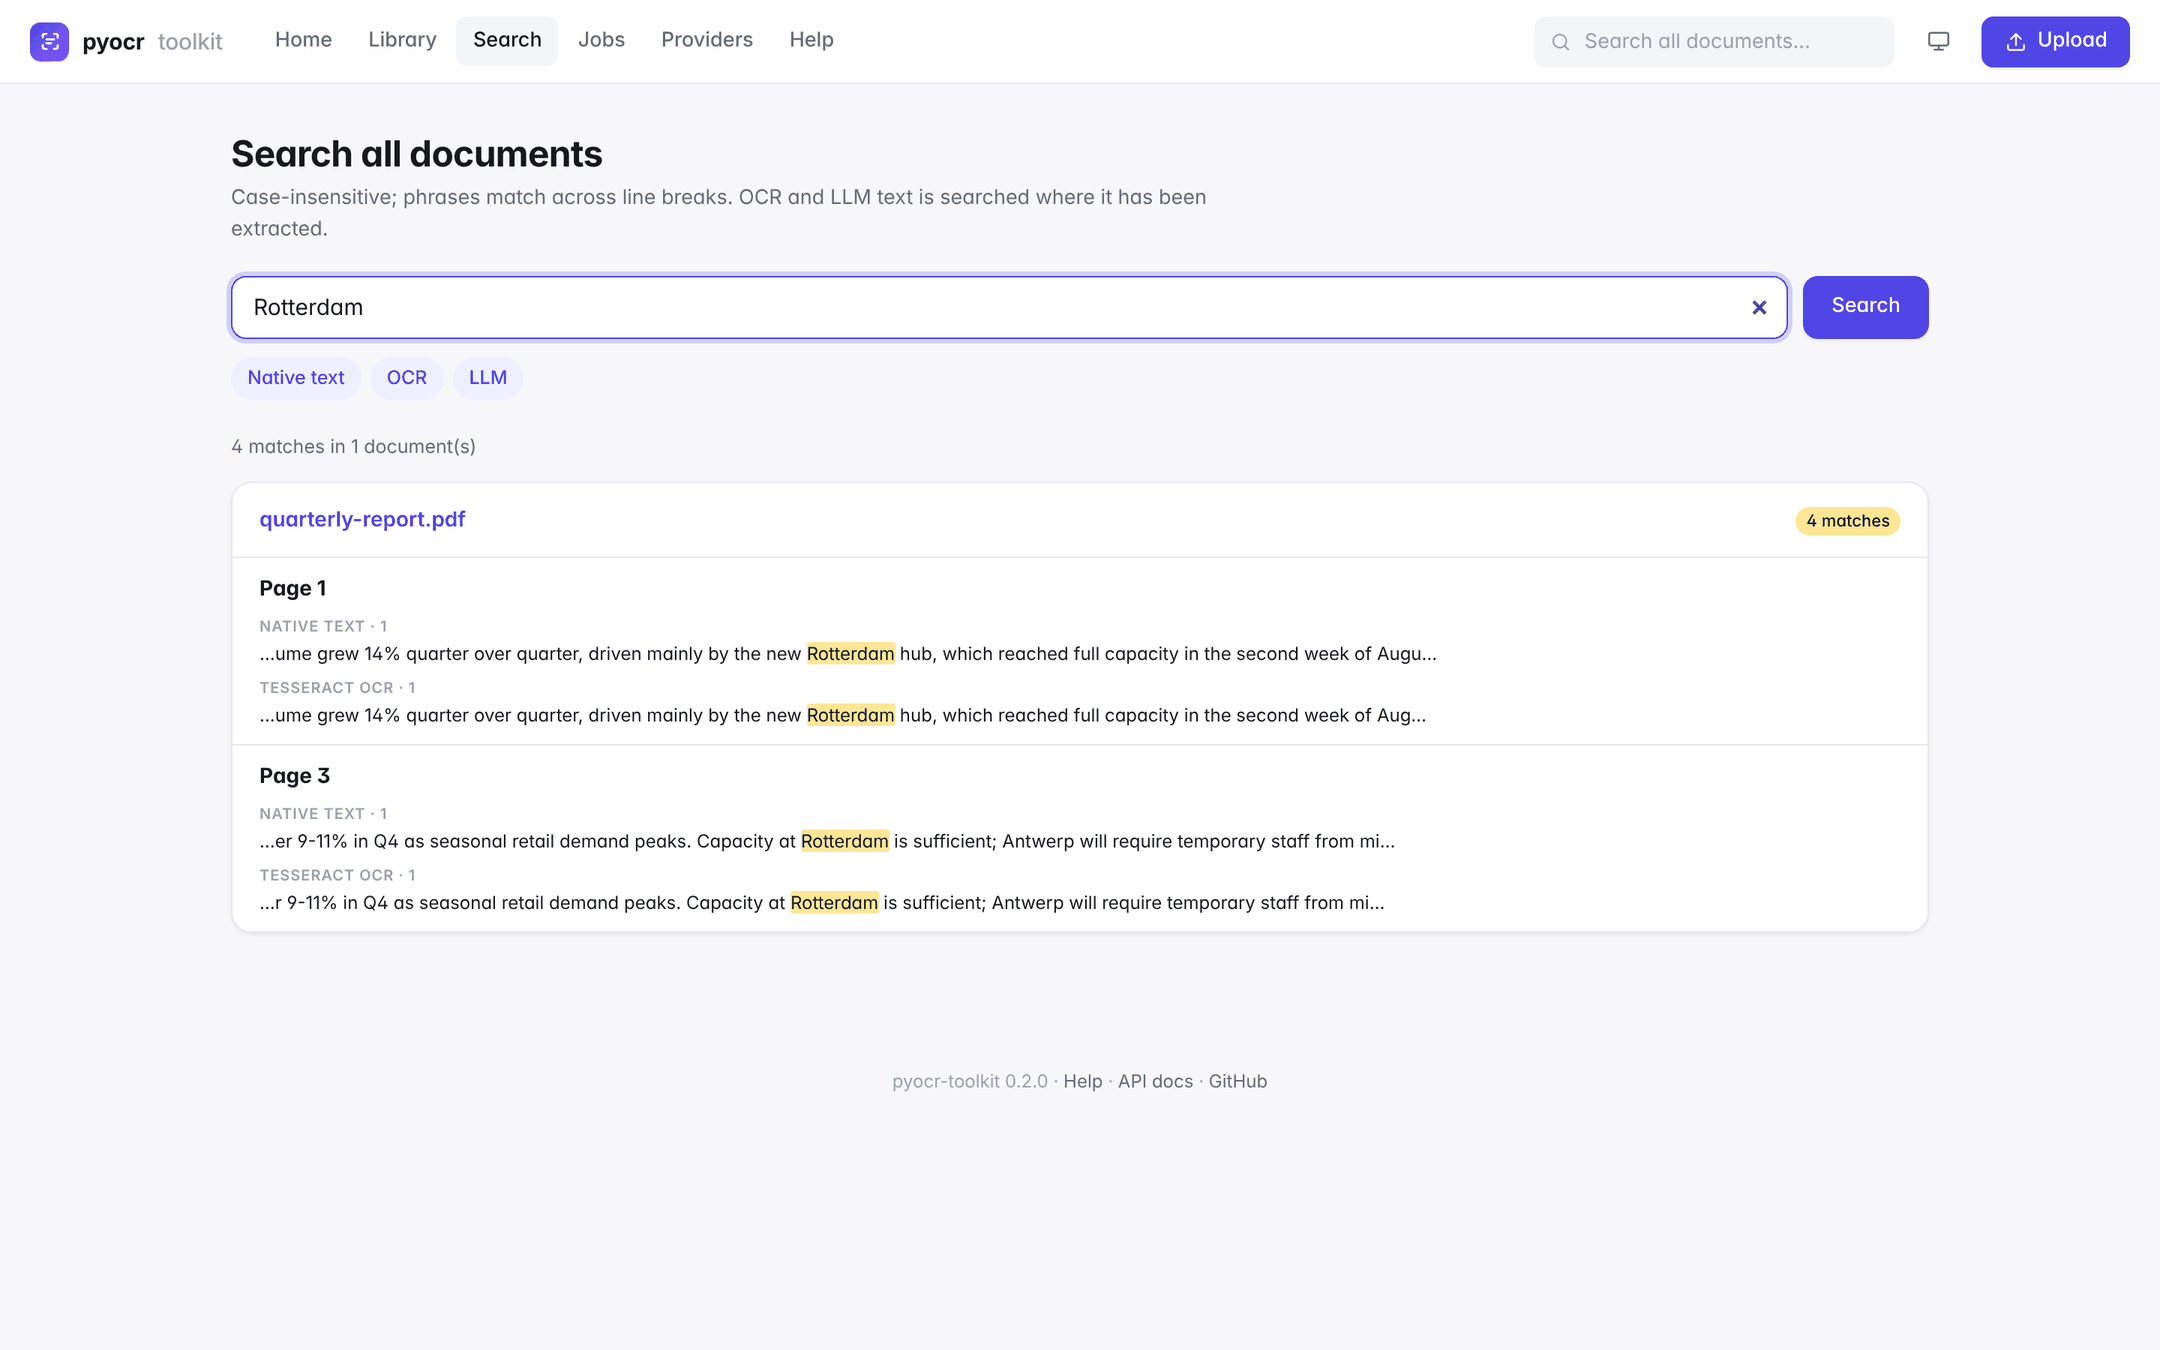 pyocr toolkit Home Library Search Jobs Providers Help Search all documents... Upload
Search all documents
Case-insensitive; phrases match across line breaks. OCR and LLM text is searched where it has been
extracted.
Rotterdam × Search
Native text OCR LLM
4 matches in 1 document(s)
quarterly-report.pdf 4 matches
Page 1
NATIVE TEXT · 1
...ume grew 14% quarter over quarter, driven mainly by the new Rotterdam hub, which reached full capacity in the second week of Augu...
TESSERACT OCR · 1
...ume grew 14% quarter over quarter, driven mainly by the new Rotterdam hub, which reached full capacity in the second week of Aug...
Page 3
NATIVE TEXT · 1
...er 9-11% in Q4 as seasonal retail demand peaks. Capacity at Rotterdam is sufficient; Antwerp will require temporary staff from mi...
TESSERACT OCR · 1
...r 9-11% in Q4 as seasonal retail demand peaks. Capacity at Rotterdam is sufficient; Antwerp will require temporary staff from mi...
pyocr-toolkit 0.2.0 · Help · API docs · GitHub